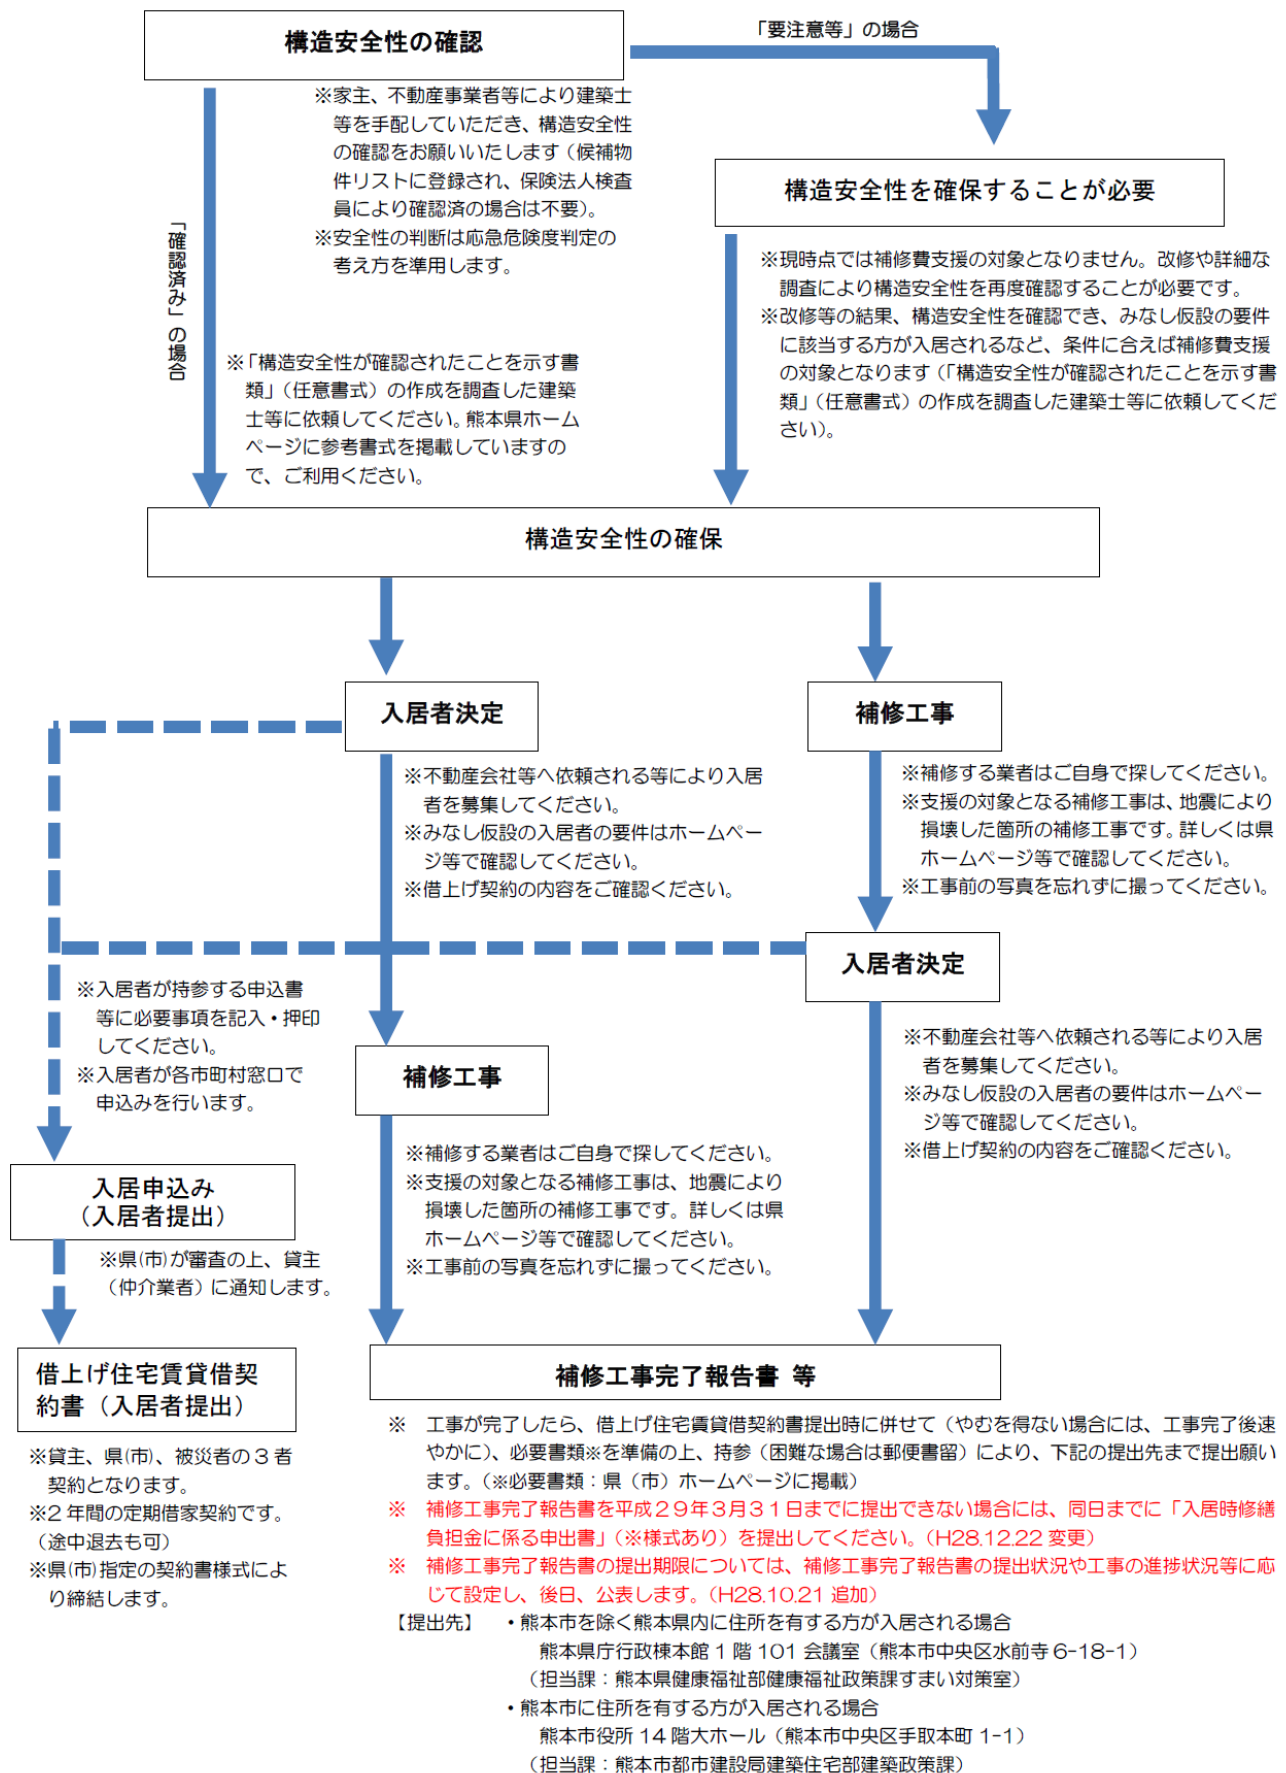 構造安全性の確認
「要注意等」の場合
※家主、不動産事業者等により建築士
等を手配していただき、構造安全性
の確認をお願いいたします（候補物
件リストに登録され、保険法人検査
員により確認済の場合は不要）。
※安全性の判断は応急危険度判定の
考え方を準用します。
「確認済み」の場合
構造安全性を確保することが必要
※現時点では補修費支援の対象となりません。改修や詳細な
調査により構造安全性を再度確認することが必要です。
※改修等の結果、構造安全性を確認でき、みなし仮設の要件
に該当する方が入居されるなど、条件に合えば補修費支援
の対象となります（「構造安全性が確認されたことを示す書
類」（任意書式）の作成を調査した建築士等に依頼してくだ
さい）。
※「構造安全性が確認されたことを示す書
類」（任意書式）の作成を調査した建築
士等に依頼してください。熊本県ホーム
ページに参考書式を掲載していますの
で、ご利用ください。
構造安全性の確保
入居者決定
※不動産会社等へ依頼される等により入居
者を募集してください。
※みなし仮設の入居者の要件はホームペー
ジ等で確認してください。
※借上げ契約の内容をご確認ください。
補修工事
※補修する業者はご自身で探してください。
※支援の対象となる補修工事は、地震により
損壊した箇所の補修工事です。詳しくは県
ホームページ等で確認してください。
※工事前の写真を忘れずに撮ってください。
入居者決定
※不動産会社等へ依頼される等により入居
者を募集してください。
※みなし仮設の入居者の要件はホームペー
ジ等で確認してください。
※借上げ契約の内容をご確認ください。
※入居者が持参する申込書
等に必要事項を記入・押印
してください。
※入居者が各市町村窓口で
申込みを行います。
補修工事
※補修する業者はご自身で探してください。
※支援の対象となる補修工事は、地震により
損壊した箇所の補修工事です。詳しくは県
ホームページ等で確認してください。
※工事前の写真を忘れずに撮ってください。
入居申込み
（入居者提出）
※県(市)が審査の上、貸主
（仲介業者）に通知します。
借上げ住宅賃貸借契
約書（入居者提出）
※貸主、県(市)、被災者の３者
契約となります。
※２年間の定期借家契約です。
（途中退去も可）
※県(市)指定の契約書様式によ
り締結します。
補修工事完了報告書 等
※ 工事が完了したら、借上げ住宅賃貸借契約書提出時に併せて（やむを得ない場合には、工事完了後速
やかに）、必要書類※を準備の上、持参（困難な場合は郵便書留）により、下記の提出先まで提出願い
ます。（※必要書類：県（市）ホームページに掲載）
※ 補修工事完了報告書を平成２９年３月３１日までに提出できない場合には、同日までに「入居時修繕
負担金に係る申出書」（※様式あり）を提出してください。（H28.12.22 変更）
※ 補修工事完了報告書の提出期限については、補修工事完了報告書の提出状況や工事の進捗状況等に応
じて設定し、後日、公表します。（H28.10.21 追加）
【提出先】 ・熊本市を除く熊本県内に住所を有する方が入居される場合
熊本県庁行政棟本館 1 階 101 会議室（熊本市中央区水前寺 6-18-1）
（担当課：熊本県健康福祉部健康福祉政策課すまい対策室）
・熊本市に住所を有する方が入居される場合
熊本市役所 14 階大ホール（熊本市中央区手取本町 1-1）
（担当課：熊本市都市建設局建築住宅部建築政策課）